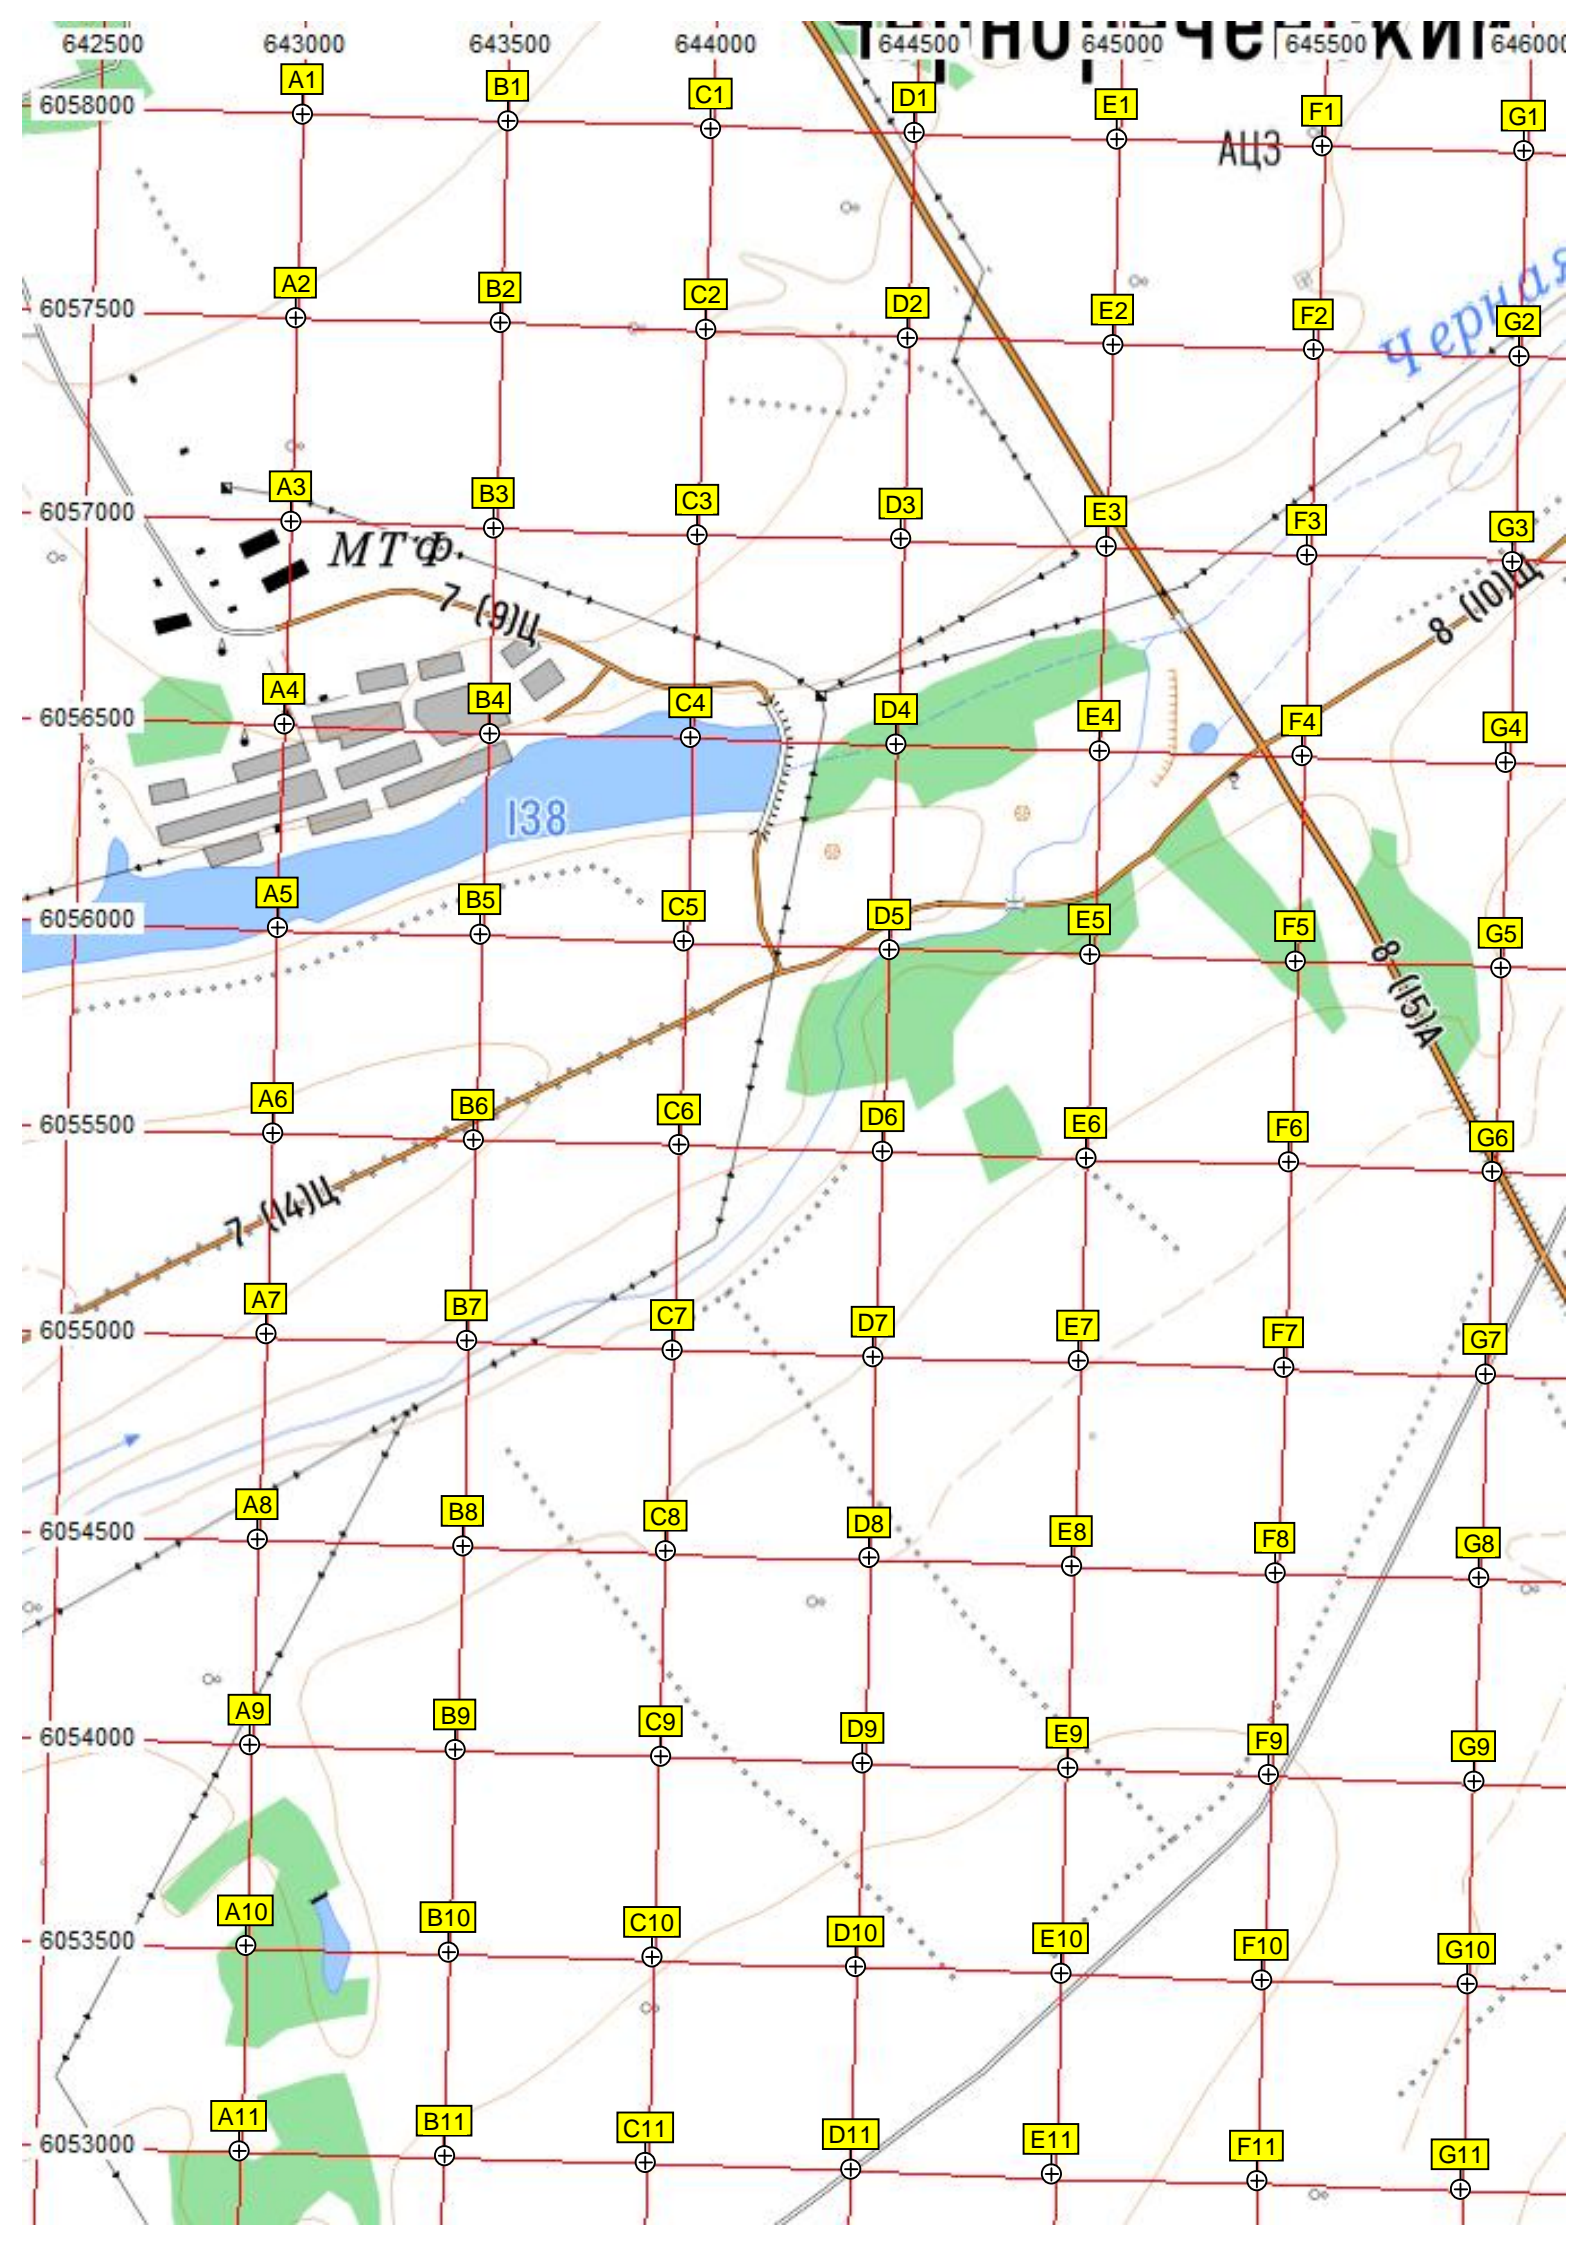 642500 643000 643500 644000 644500 645000 645500 646000
6058000 A1 B1 C1 D1 E1 F1 G1
АЦЗ
Черная
6057500 A2 B2 C2 D2 E2 F2 G2
6057000 A3 B3 C3 D3 E3 F3 G3
МТФ
7-(9)Ц
8-(10)Щ
6056500 A4 B4 C4 D4 E4 F4 G4
138
6056000 A5 B5 C5 D5 E5 F5 G5
8-(15)А
6055500 A6 B6 C6 D6 E6 F6 G6
7-(14)Ц
6055000 A7 B7 C7 D7 E7 F7 G7
6054500 A8 B8 C8 D8 E8 F8 G8
6054000 A9 B9 C9 D9 E9 F9 G9
6053500 A10 B10 C10 D10 E10 F10 G10
6053000 A11 B11 C11 D11 E11 F11 G11